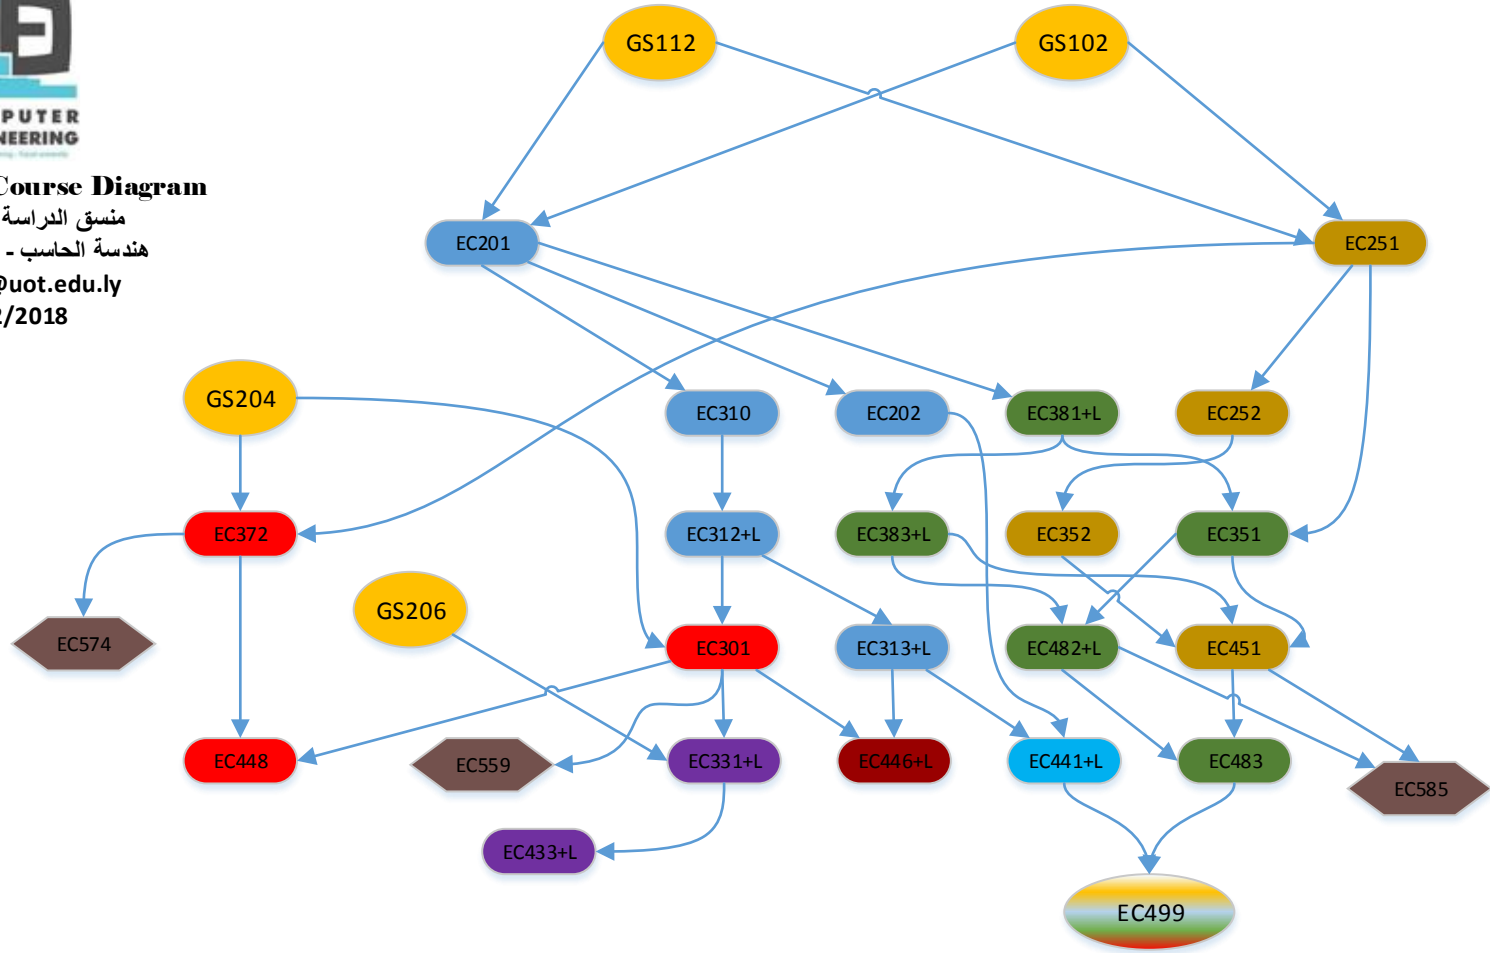 PUTER
NEERING
Course Diagram
منسق الدراسة
هندسة الحاسب -
@uot.edu.ly
2/2018
GS112
GS102
EC201
EC251
GS204
EC310
EC202
EC381+L
EC252
EC372
EC312+L
EC383+L
EC352
EC351
GS206
EC574
EC301
EC313+L
EC482+L
EC451
EC448
EC559
EC331+L
EC446+L
EC441+L
EC483
EC585
EC433+L
EC499